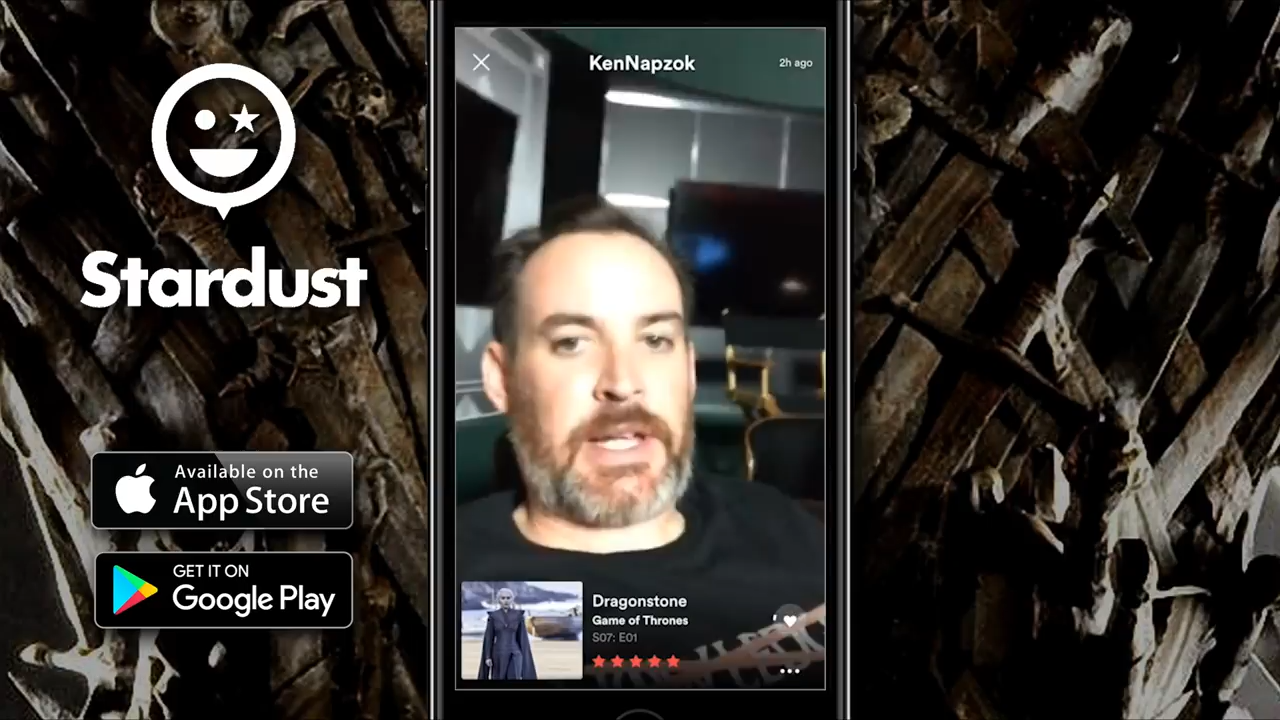 Stardust
Available on the
App Store
GET IT ON
Google Play
KenNapzok
2h ago
Dragonstone
Game of Thrones
S07: E01